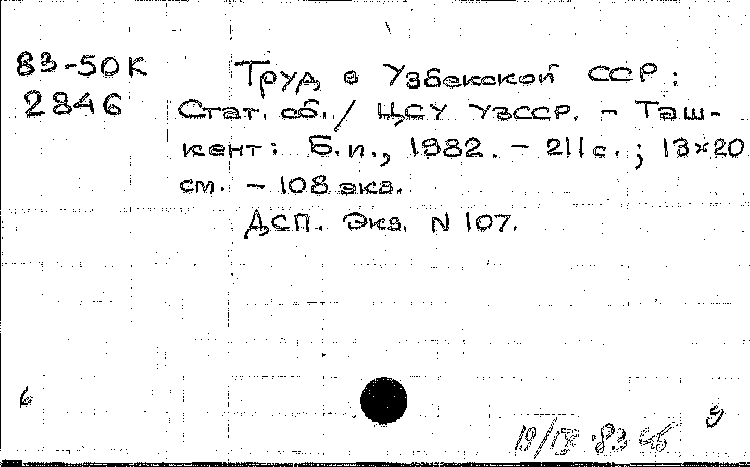 83-50К
2846
Труд в Узбекской ССР:
Стат. сб./ ЦСУ УзССР. - Таш-
кент: Б.и., 1982. - 211 с.; 13×20
см. - 108 экз.
ДСП. Экз. N 107.
6